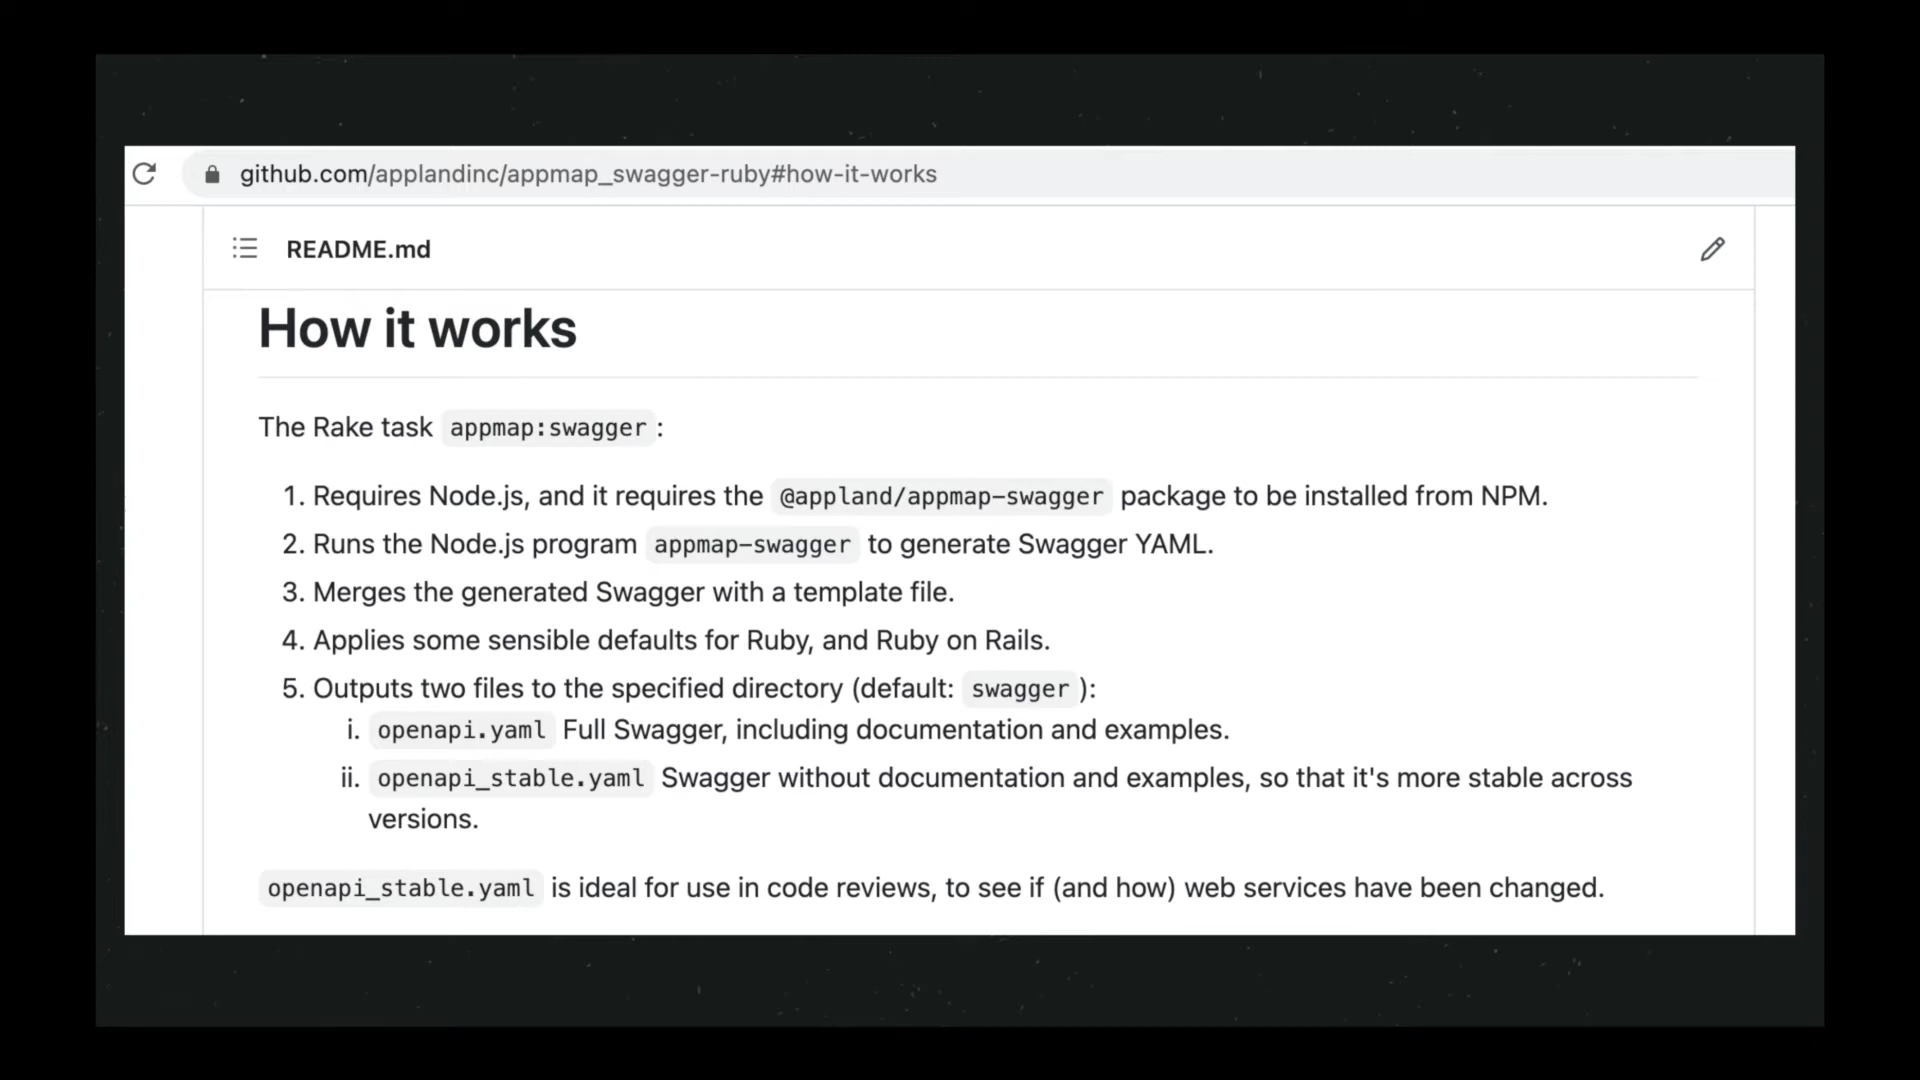 github.com/applandinc/appmap_swagger-ruby#how-it-works
README.md
How it works
The Rake task appmap:swagger:
1. Requires Node.js, and it requires the @appland/appmap-swagger package to be installed from NPM.
2. Runs the Node.js program appmap-swagger to generate Swagger YAML.
3. Merges the generated Swagger with a template file.
4. Applies some sensible defaults for Ruby, and Ruby on Rails.
5. Outputs two files to the specified directory (default: swagger):
i. openapi.yaml Full Swagger, including documentation and examples.
ii. openapi_stable.yaml Swagger without documentation and examples, so that it's more stable across
versions.
openapi_stable.yaml is ideal for use in code reviews, to see if (and how) web services have been changed.